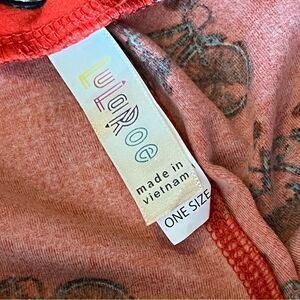 LuLaRoe
made in
vietnam
ONE SIZE